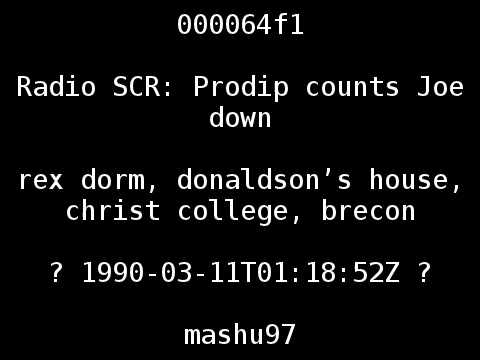 000064f1
Radio SCR: Prodip counts Joe
down
rex dorm, donaldson’s house,
christ college, brecon
? 1990-03-11T01:18:52Z ?
mashu97